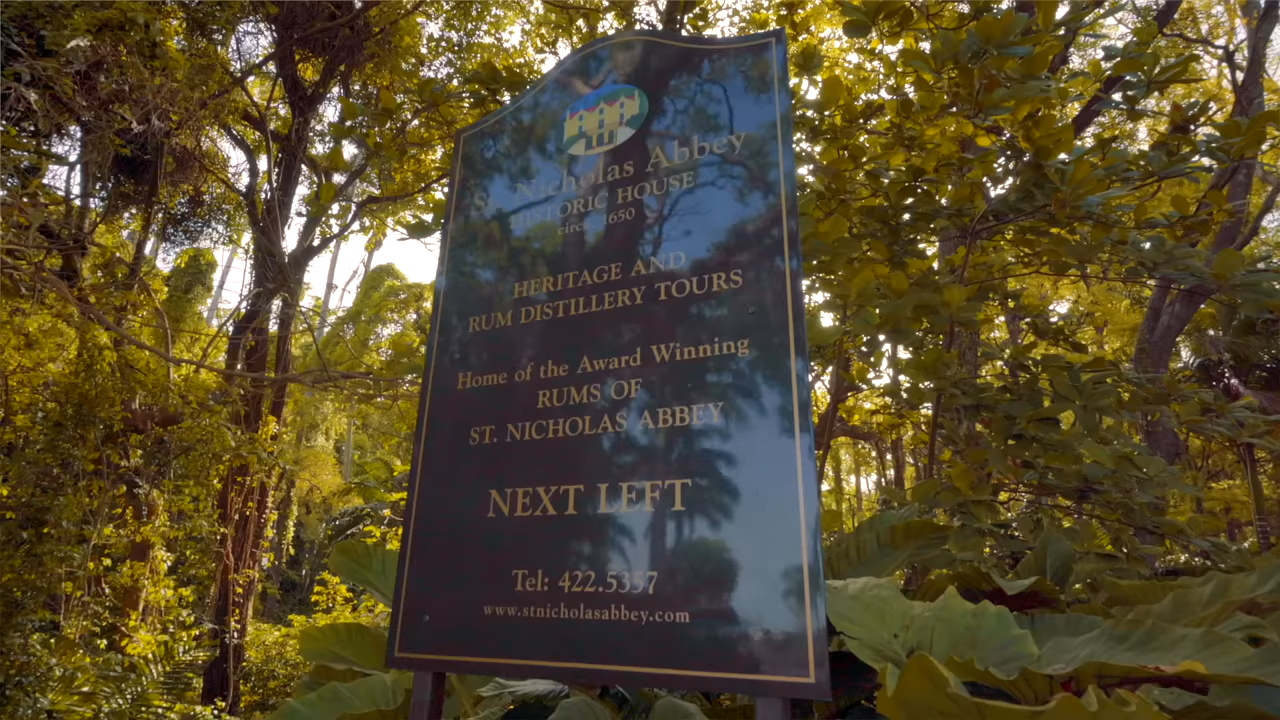 St. Nicholas Abbey
HISTORIC HOUSE
circa 1650
HERITAGE AND
RUM DISTILLERY TOURS
Home of the Award Winning
RUMS OF
ST. NICHOLAS ABBEY
NEXT LEFT
Tel: 422.5357
www.stnicholasabbey.com